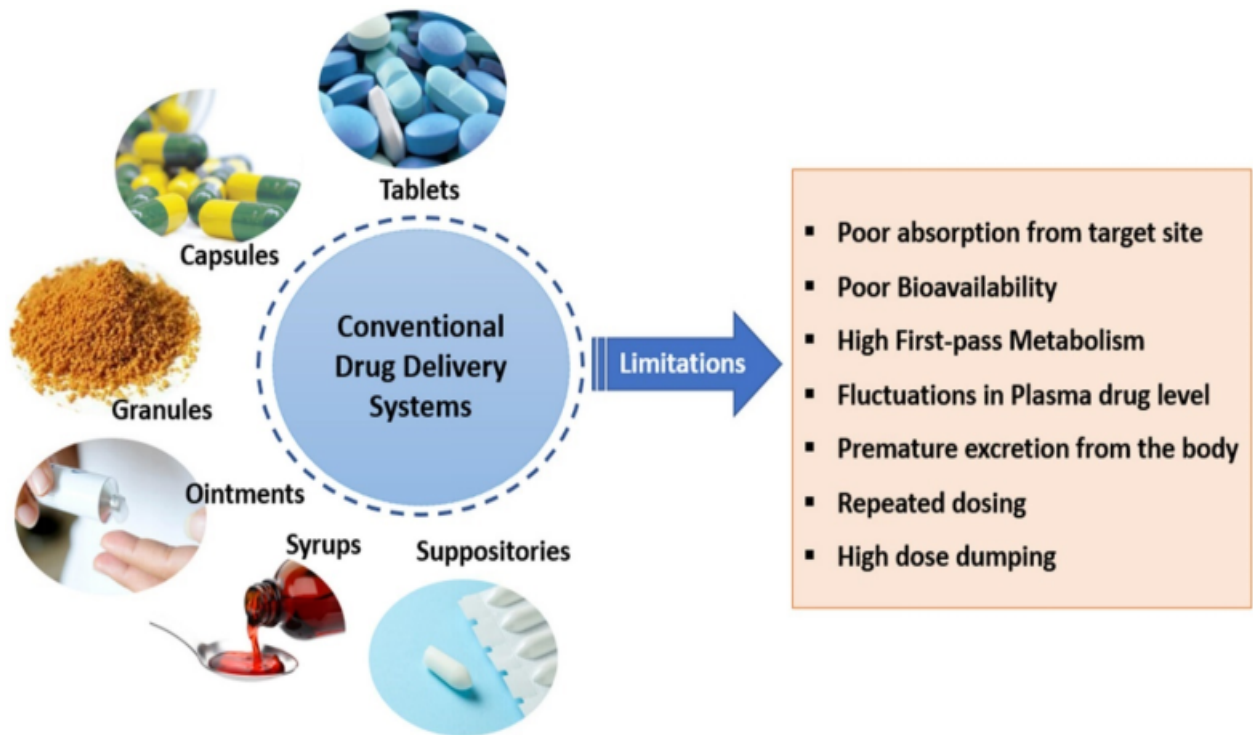 Tablets
Capsules
Granules
Ointments
Syrups
Suppositories
Conventional
Drug Delivery
Systems
Limitations
▪ Poor absorption from target site
▪ Poor Bioavailability
▪ High First-pass Metabolism
▪ Fluctuations in Plasma drug level
▪ Premature excretion from the body
▪ Repeated dosing
▪ High dose dumping